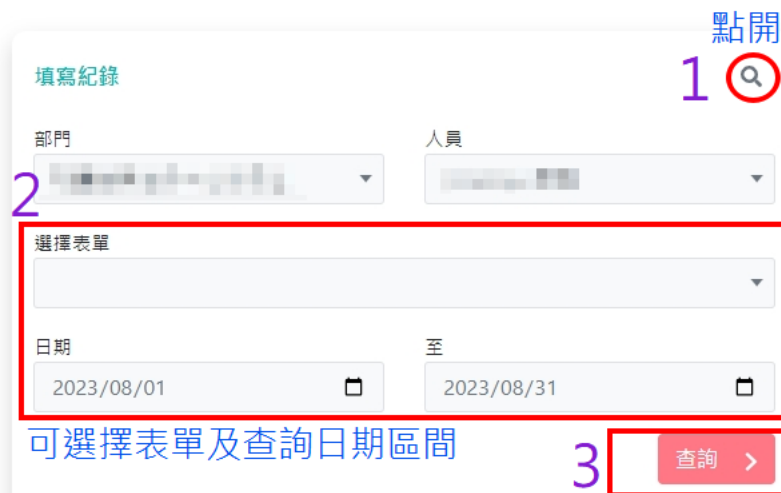 點開
填寫紀錄
1
部門
人員
2
選擇表單
日期
至
2023/08/01
2023/08/31
可選擇表單及查詢日期區間
3
查詢